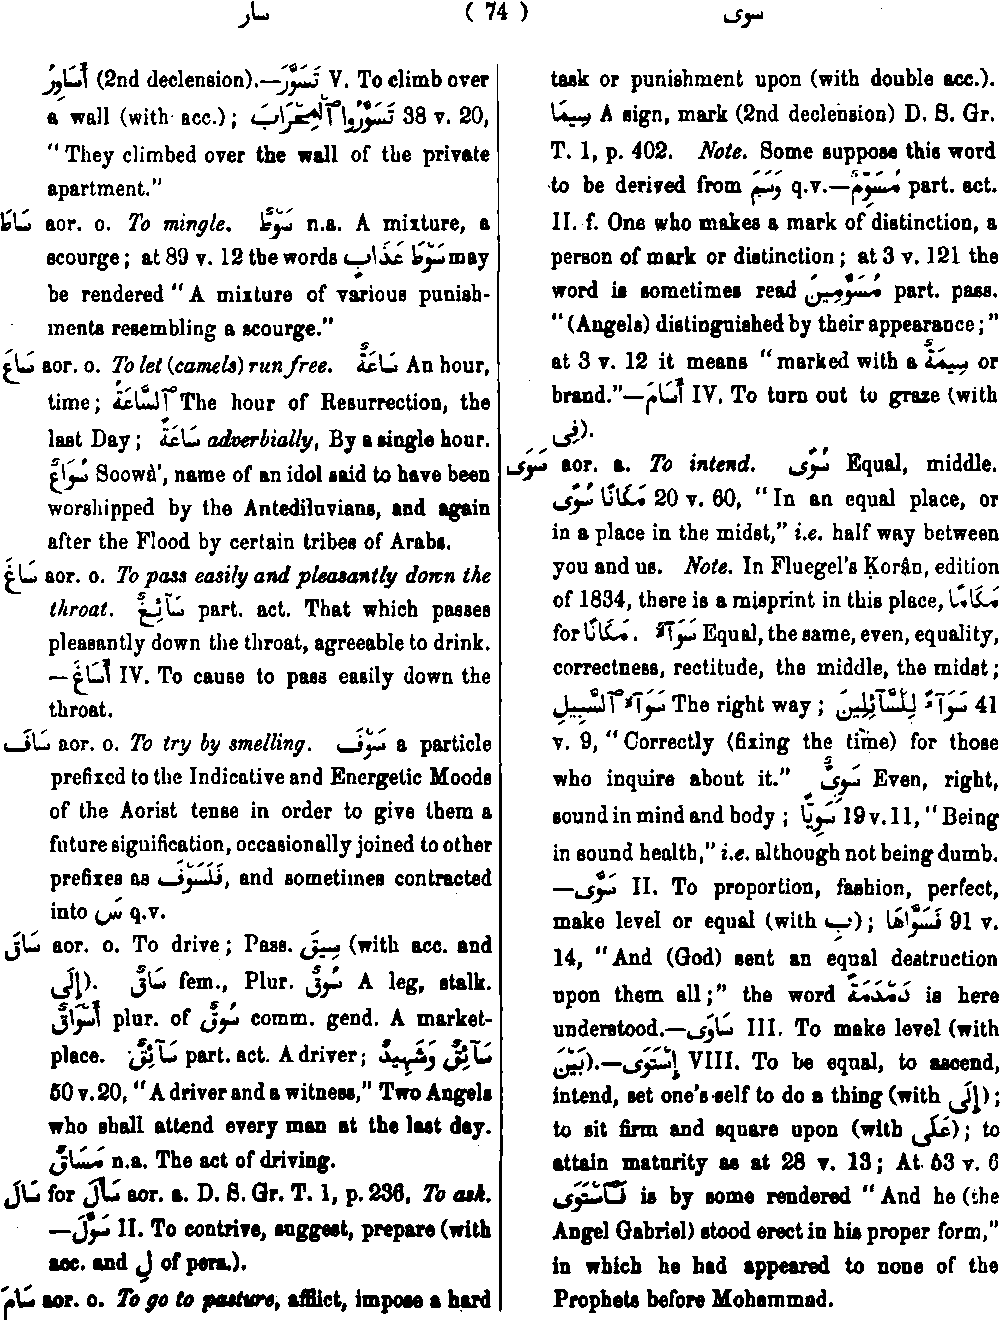 سار ( 74 ) سوى
أَسَاوِرُ (2nd declension).—تَسَوَّرَ V. To climb over
a wall (with acc.); تَسَوَّرُوا ٱلْمِحْرَابَ 38 v. 20,
"They climbed over the wall of the private
apartment."
سَاطَ aor. o. To mingle. سَوْطٌ n.a. A mixture, a
scourge; at 89 v. 12 the words سَوْطَ عَذَابٍ may
be rendered "A mixture of various punish-
ments resembling a scourge."
سَاعَ aor. o. To let (camels) run free. سَاعَةٌ An hour,
time; ٱلسَّاعَةُ The hour of Resurrection, the
last Day; سَاعَةً adverbially, By a single hour.
سُوَاعٌ Soowâ', name of an idol said to have been
worshipped by the Antediluvians, and again
after the Flood by certain tribes of Arabs.
سَاغَ aor. o. To pass easily and pleasantly down the
throat. سَآئِغٌ part. act. That which passes
pleasantly down the throat, agreeable to drink.
—أَسَاغَ IV. To cause to pass easily down the
throat.
سَافَ aor. o. To try by smelling. سَوْفَ a particle
prefixed to the Indicative and Energetic Moods
of the Aorist tense in order to give them a
future signification, occasionally joined to other
prefixes as فَلَسَوْفَ, and sometimes contracted
into سَ q.v.
سَاقَ aor. o. To drive; Pass. سِيقَ (with acc. and
إِلَى). سَاقٌ fem., Plur. سُوقٌ A leg, stalk.
أَسْوَاقٌ plur. of سُوقٌ comm. gend. A market-
place. سَآئِقٌ part. act. A driver; سَآئِقٌ وَشَهِيدٌ
50 v. 20, "A driver and a witness," Two Angels
who shall attend every man at the last day.
مَسَاقٌ n.a. The act of driving.
سَالَ for سَأَلَ aor. a. D. S. Gr. T. 1, p. 236, To ask.
—سَوَّلَ II. To contrive, suggest, prepare (with
acc. and لِ of pers.).
سَامَ aor. o. To go to pasture, afflict, impose a hard
task or punishment upon (with double acc.).
سِيمَا A sign, mark (2nd declension) D. S. Gr.
T. 1, p. 402. Note. Some suppose this word
to be derived from وَسَمَ q.v.—مُسَوِّمٌ part. act.
II. f. One who makes a mark of distinction, a
person of mark or distinction; at 3 v. 121 the
word is sometimes read مُسَوَّمِينَ part. pass.
"(Angels) distinguished by their appearance;"
at 3 v. 12 it means "marked with a سِيمَةٌ or
brand."—أَسَامَ IV. To turn out to graze (with
فِى).
سَوِىَ aor. a. To intend. سُوًى Equal, middle.
مَكَانًا سُوًى 20 v. 60, "In an equal place, or
in a place in the midst," i.e. half way between
you and us. Note. In Fluegel's Ḳorân, edition
of 1834, there is a misprint in this place, مَكَامًا
for مَكَانًا. سَوَآءٌ Equal, the same, even, equality,
correctness, rectitude, the middle, the midst;
سَوَآءَ ٱلسَّبِيلِ The right way; سَوَآءً لِلسَّآئِلِينَ 41
v. 9, "Correctly (fixing the time) for those
who inquire about it." سَوِىٌّ Even, right,
sound in mind and body; سَوِيًّا 19 v. 11, "Being
in sound health," i.e. although not being dumb.
—سَوَّى II. To proportion, fashion, perfect,
make level or equal (with بِ); فَسَوَّاهَا 91 v.
14, "And (God) sent an equal destruction
upon them all;" the word دَمْدَمَةٌ is here
understood.—سَاوَى III. To make level (with
بَيْنَ).—إِسْتَوَى VIII. To be equal, to ascend,
intend, set one's self to do a thing (with إِلَى);
to sit firm and square upon (with عَلَى); to
attain maturity as at 28 v. 13; At 53 v. 6
فَٱسْتَوَى is by some rendered "And he (the
Angel Gabriel) stood erect in his proper form,"
in which he had appeared to none of the
Prophets before Mohammad.